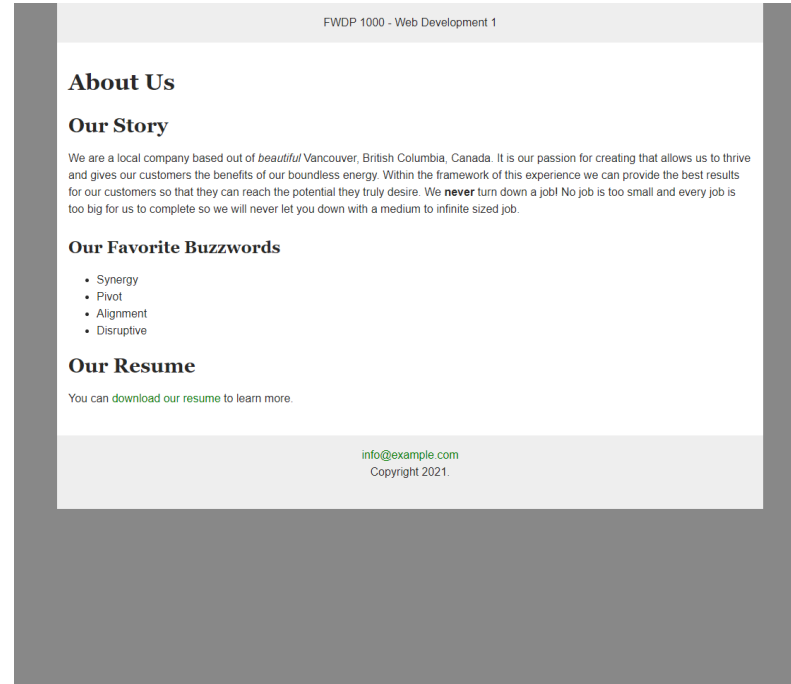 FWDP 1000 - Web Development 1
About Us
Our Story
We are a local company based out of beautiful Vancouver, British Columbia, Canada. It is our passion for creating that allows us to thrive
and gives our customers the benefits of our boundless energy. Within the framework of this experience we can provide the best results
for our customers so that they can reach the potential they truly desire. We never turn down a job! No job is too small and every job is
too big for us to complete so we will never let you down with a medium to infinite sized job.
Our Favorite Buzzwords
• Synergy
• Pivot
• Alignment
• Disruptive
Our Resume
You can download our resume to learn more.
info@example.com
Copyright 2021.